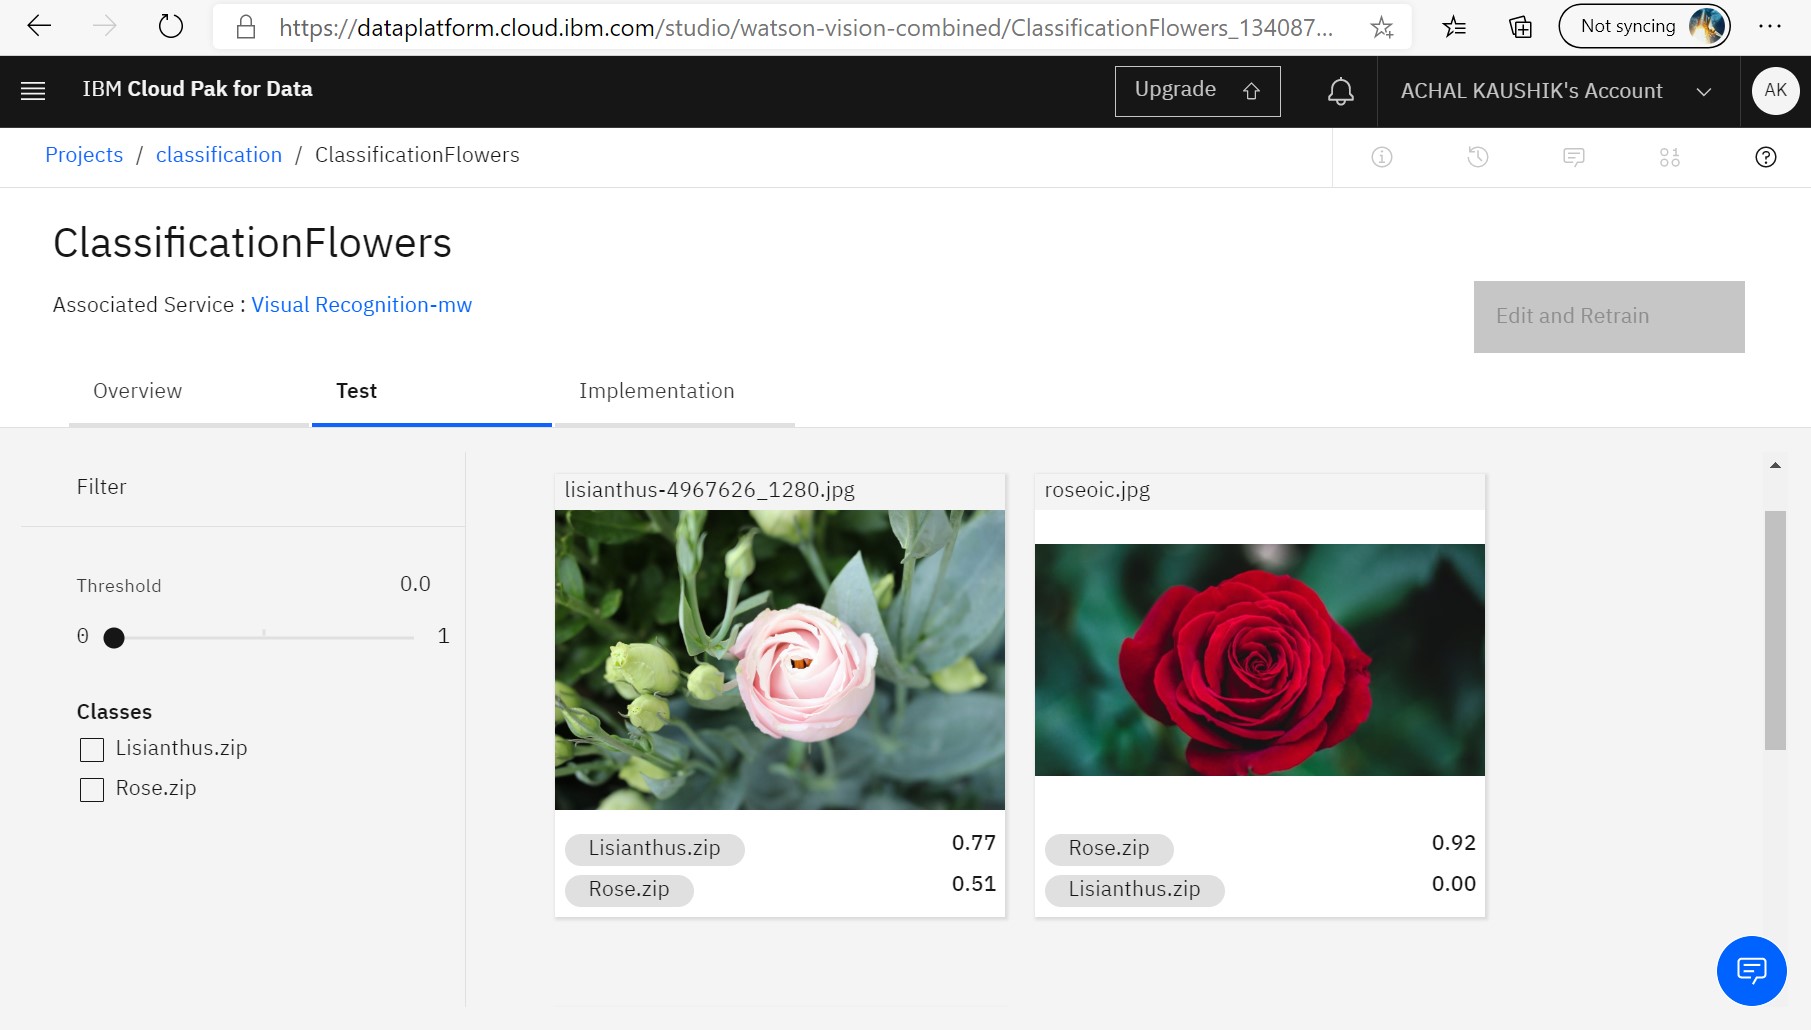 https://dataplatform.cloud.ibm.com/studio/watson-vision-combined/ClassificationFlowers_134087...
Not syncing
IBM Cloud Pak for Data
Upgrade
ACHAL KAUSHIK's Account
AK
Projects / classification / ClassificationFlowers
ClassificationFlowers
Associated Service : Visual Recognition-mw
Edit and Retrain
Overview
Test
Implementation
Filter
Threshold 0.0
0 1
Classes
Lisianthus.zip
Rose.zip
lisianthus-4967626_1280.jpg
Lisianthus.zip 0.77
Rose.zip 0.51
roseoic.jpg
Rose.zip 0.92
Lisianthus.zip 0.00